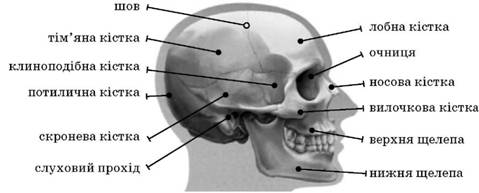 шов
тім’яна кістка
клиноподібна кістка
потилична кістка
скронева кістка
слуховий прохід
лобна кістка
очниця
носова кістка
вилочкова кістка
верхня щелепа
нижня щелепа